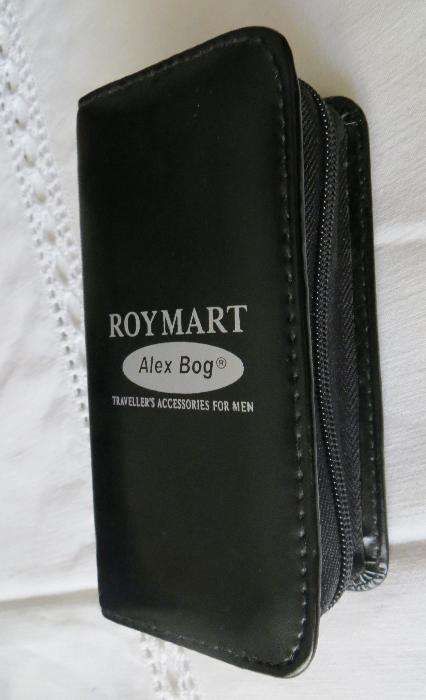 ROYMART
Alex Bog®
TRAVELLER'S ACCESSORIES FOR MEN